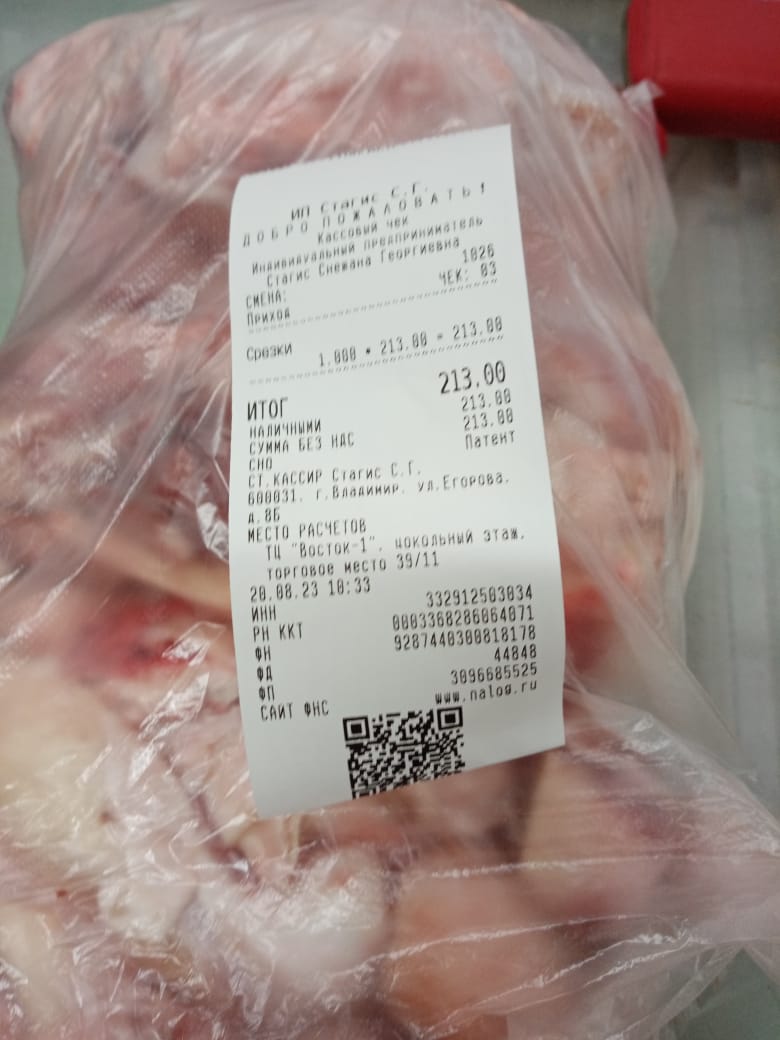 ИП Стагис С.Г.
ДОБРО ПОЖАЛОВАТЬ!
Кассовый чек
Индивидуальный предприниматель
Стагис Снежана Георгиевна
СМЕНА: 1026
Приход ЧЕК: 03
Срезки
1.000 * 213.00 = 213.00
ИТОГ 213.00
НАЛИЧНЫМИ 213.00
СУММА БЕЗ НДС 213.00
СНО Патент
СТ.КАССИР Стагис С.Г.
600031, г.Владимир, ул.Егорова,
д.8Б
МЕСТО РАСЧЕТОВ
ТЦ "Восток-1", цокольный этаж,
торговое место 39/11
20.08.23 10:33
ИНН 332912503034
РН ККТ 0003368286064071
ФН 9287440300818178
ФД 44848
ФП 3096685525
САЙТ ФНС www.nalog.ru